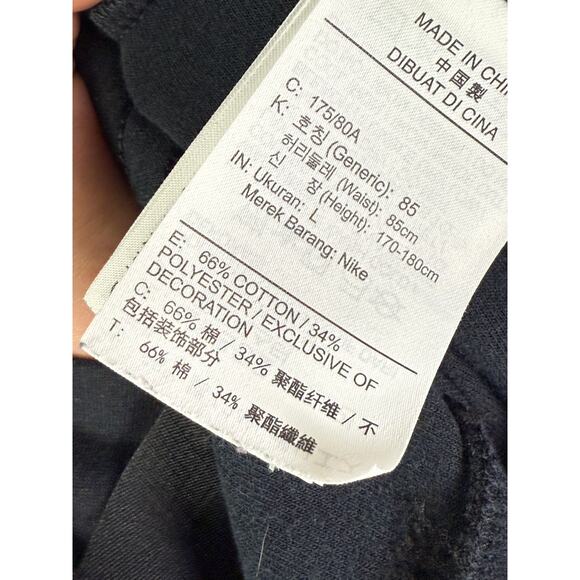 MADE IN CHI
中国製
DIBUAT DI CINA
C: 175/80A
K: 호칭 (Generic): 85
허리둘레 (Waist): 85cm
신 장 (Height): 170-180cm
IN: Ukuran: L
Merek Barang: Nike
E: 66% COTTON / 34%
POLYESTER / EXCLUSIVE OF
DECORATION
C: 66% 棉 / 34% 聚酯纤维 / 不
包括装饰部分
T: 66% 棉 / 34% 聚酯纖維